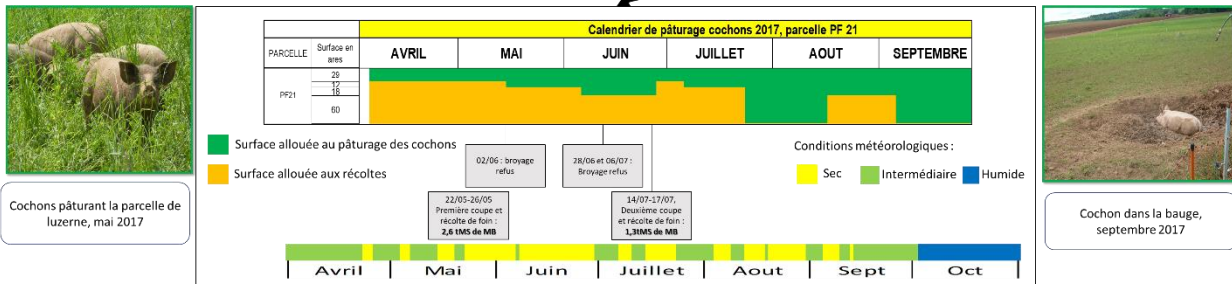 Calendrier de pâturage cochons 2017, parcelle PF 21
PARCELLE
Surface en
ares
AVRIL
MAI
JUIN
JUILLET
AOUT
SEPTEMBRE
PF21
29
12
18
60
Surface allouée au pâturage des cochons
Surface allouée aux récoltes
02/06 : broyage
refus
28/06 et 06/07 :
Broyage refus
22/05-26/05
Première coupe et
récolte de foin :
2,6 tMS de MB
14/07-17/07,
Deuxième coupe
et récolte de foin :
1,3tMS de MB
Conditions météorologiques :
Sec
Intermédiaire
Humide
Avril
Mai
Juin
Juillet
Aout
Sept
Oct
Cochons pâturant la parcelle de
luzerne, mai 2017
Cochon dans la bauge,
septembre 2017